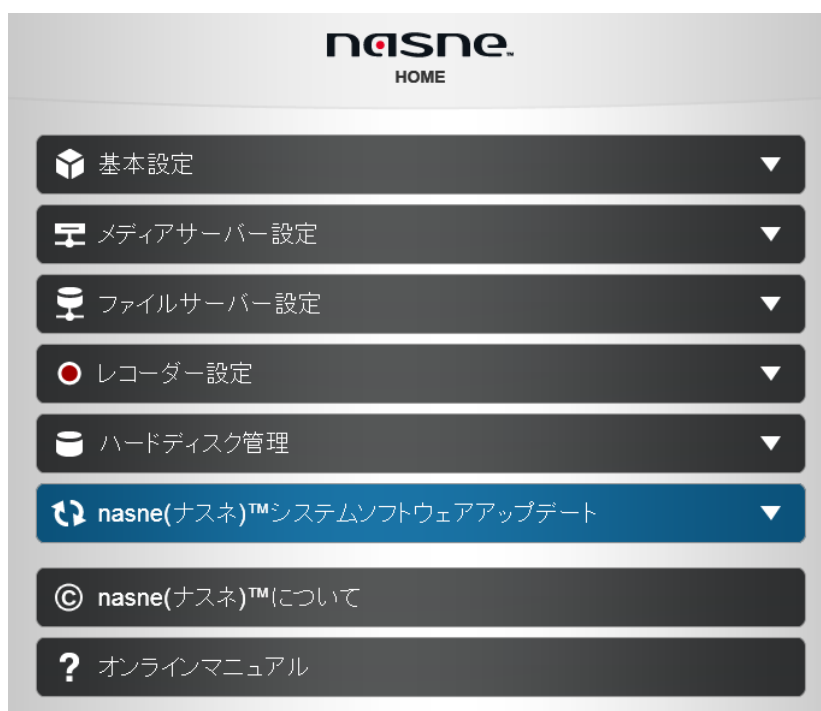 nasne™
HOME
基本設定
メディアサーバー設定
ファイルサーバー設定
レコーダー設定
ハードディスク管理
nasne(ナスネ)™システムソフトウェアアップデート
nasne(ナスネ)™について
オンラインマニュアル